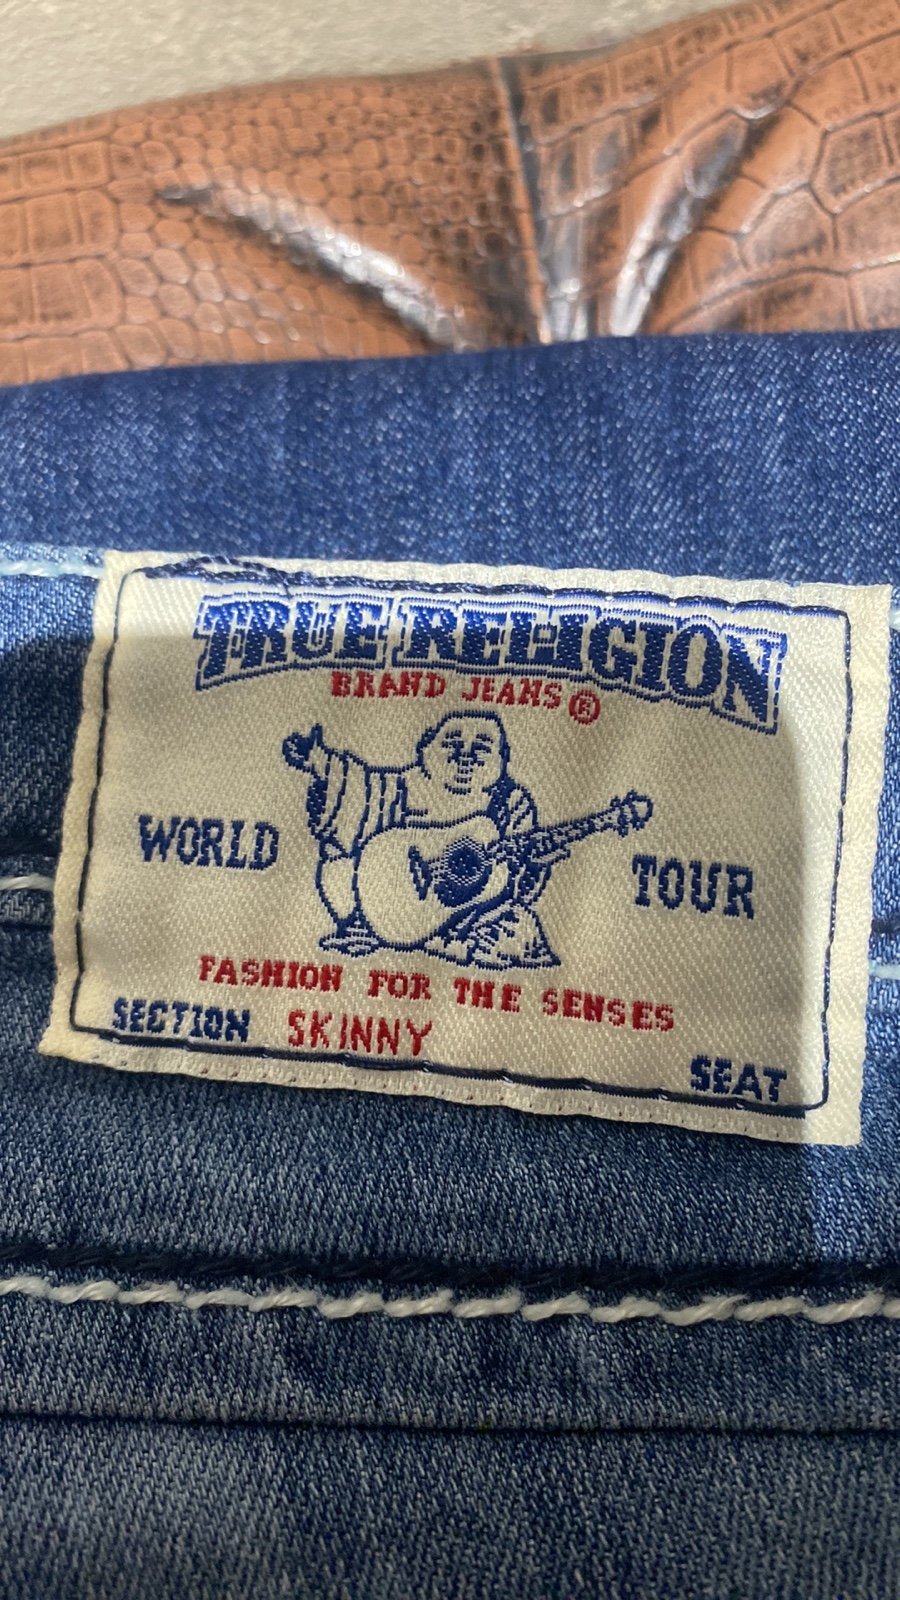 TRUE RELIGION
BRAND JEANS®
WORLD TOUR
FASHION FOR THE SENSES
SECTION SKINNY SEAT